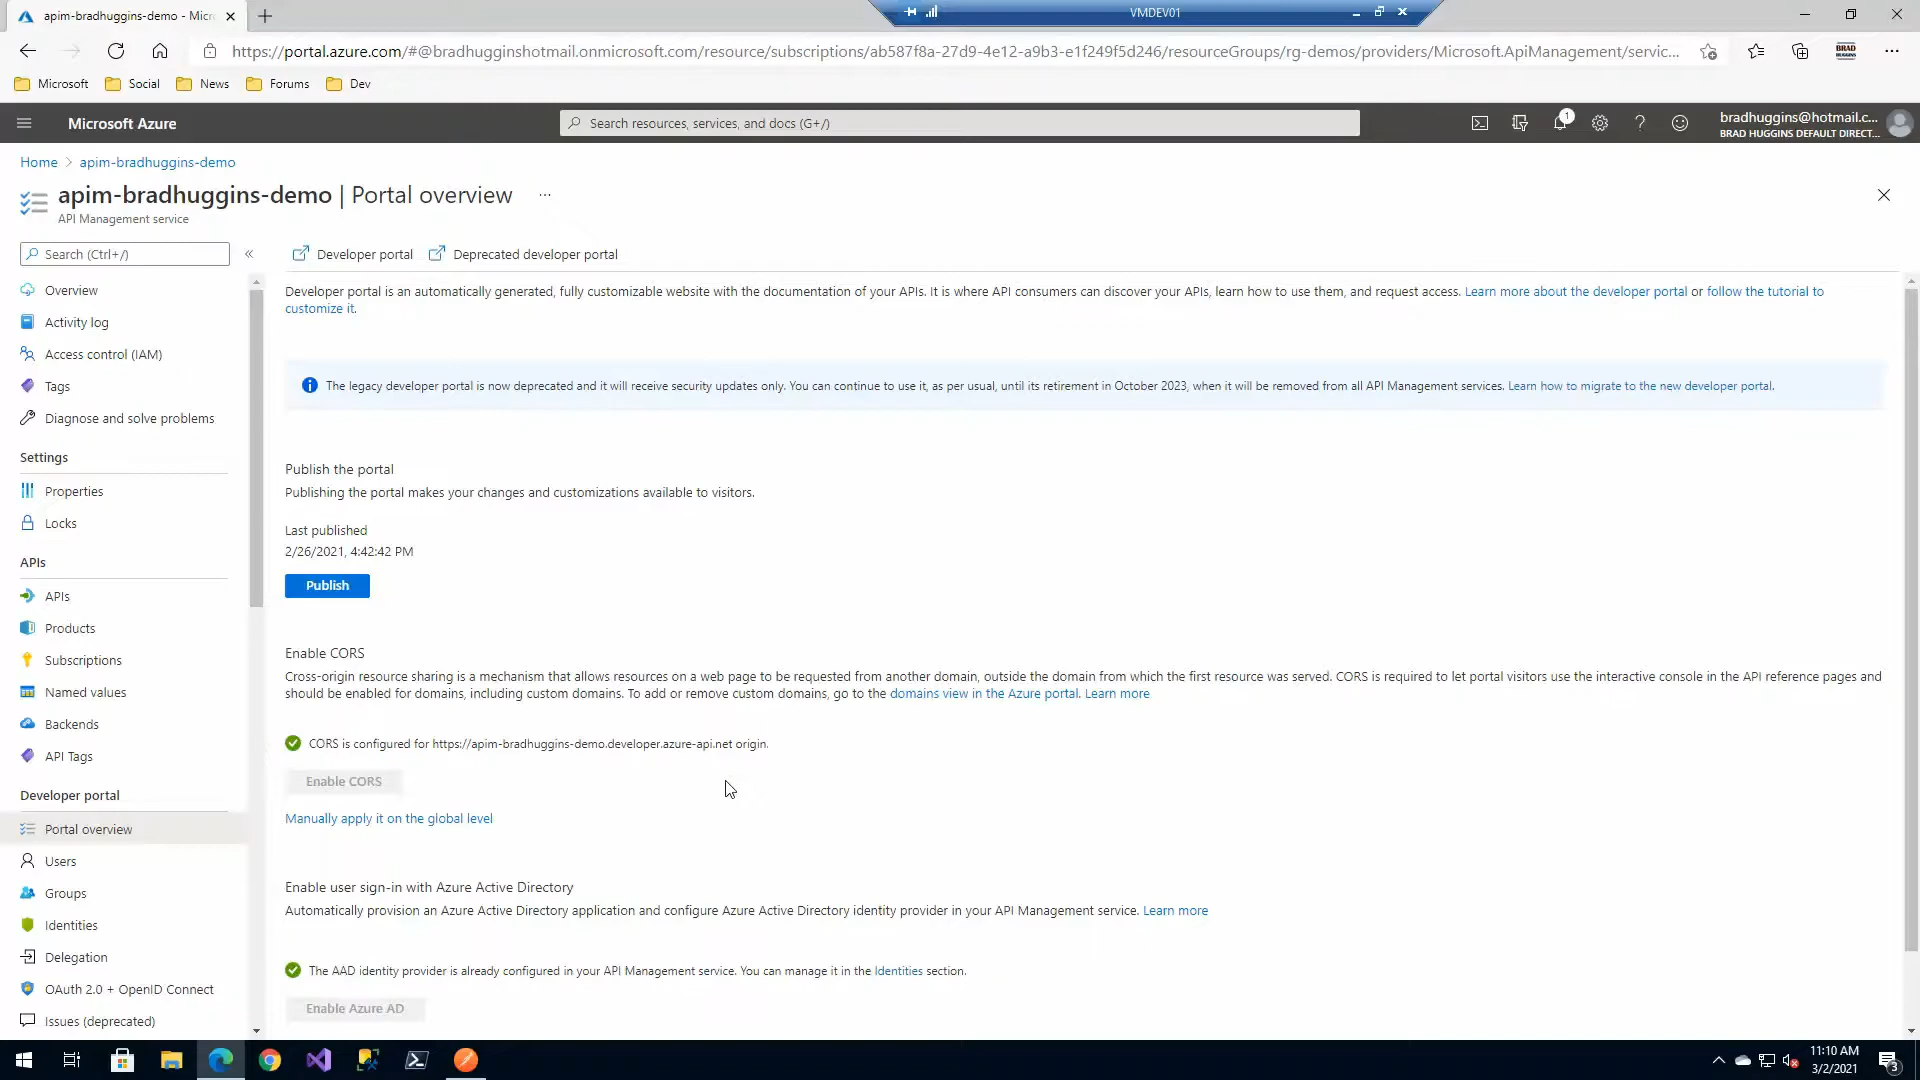 apim-bradhuggins-demo - Micr
VMDEV01
https://portal.azure.com/#@bradhugginshotmail.onmicrosoft.com/resource/subscriptions/ab587f8a-27d9-4e12-a9b3-e1f249f5d246/resourceGroups/rg-demos/providers/Microsoft.ApiManagement/servic...
BRAD
HUGGINS
Microsoft
Social
News
Forums
Dev
Microsoft Azure
Search resources, services, and docs (G+/)
1
bradhuggins@hotmail.c...
BRAD HUGGINS DEFAULT DIRECT...
Home > apim-bradhuggins-demo
apim-bradhuggins-demo | Portal overview ...
API Management service
Search (Ctrl+/)
«
Overview
Activity log
Access control (IAM)
Tags
Diagnose and solve problems
Settings
Properties
Locks
APIs
APIs
Products
Subscriptions
Named values
Backends
API Tags
Developer portal
Portal overview
Users
Groups
Identities
Delegation
OAuth 2.0 + OpenID Connect
Issues (deprecated)
Developer portal
Deprecated developer portal
Developer portal is an automatically generated, fully customizable website with the documentation of your APIs. It is where API consumers can discover your APIs, learn how to use them, and request access. Learn more about the developer portal or follow the tutorial to
customize it.
The legacy developer portal is now deprecated and it will receive security updates only. You can continue to use it, as per usual, until its retirement in October 2023, when it will be removed from all API Management services. Learn how to migrate to the new developer portal.
Publish the portal
Publishing the portal makes your changes and customizations available to visitors.
Last published
2/26/2021, 4:42:42 PM
Publish
Enable CORS
Cross-origin resource sharing is a mechanism that allows resources on a web page to be requested from another domain, outside the domain from which the first resource was served. CORS is required to let portal visitors use the interactive console in the API reference pages and
should be enabled for domains, including custom domains. To add or remove custom domains, go to the domains view in the Azure portal. Learn more
CORS is configured for https://apim-bradhuggins-demo.developer.azure-api.net origin.
Enable CORS
Manually apply it on the global level
Enable user sign-in with Azure Active Directory
Automatically provision an Azure Active Directory application and configure Azure Active Directory identity provider in your API Management service. Learn more
The AAD identity provider is already configured in your API Management service. You can manage it in the Identities section.
Enable Azure AD
11:10 AM
3/2/2021
3